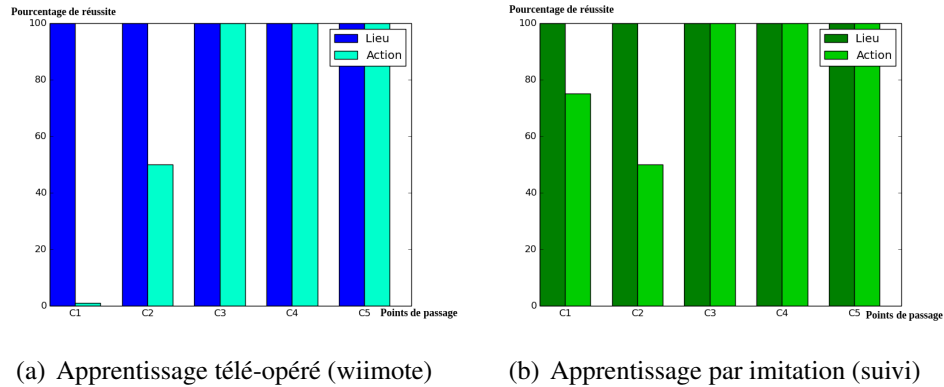 Pourcentage de réussite
100
80
60
40
20
0
Lieu
Action
C1 C2 C3 C4 C5 Points de passage
(a) Apprentissage télé-opéré (wiimote)
Pourcentage de réussite
100
80
60
40
20
0
Lieu
Action
C1 C2 C3 C4 C5 Points de passage
(b) Apprentissage par imitation (suivi)